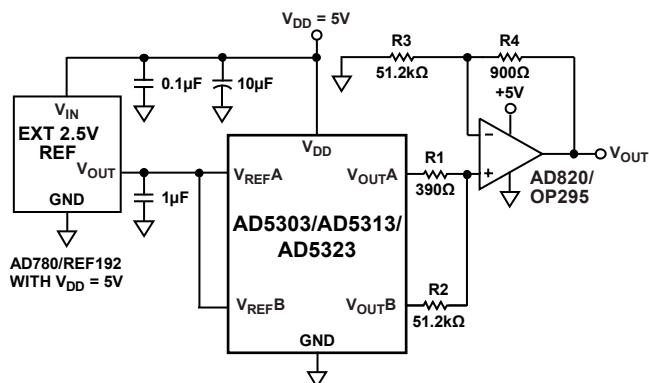 V_DD = 5V
R3
51.2kΩ
R4
900Ω
0.1µF
10µF
+5V
V_IN
EXT 2.5V
REF
V_OUT
GND
1µF
AD780/REF192
WITH V_DD = 5V
V_DD
V_REFA
V_OUTA
AD5303/AD5313/
AD5323
V_REFB
V_OUTB
GND
R1
390Ω
R2
51.2kΩ
−
+
V_OUT
AD820/
OP295